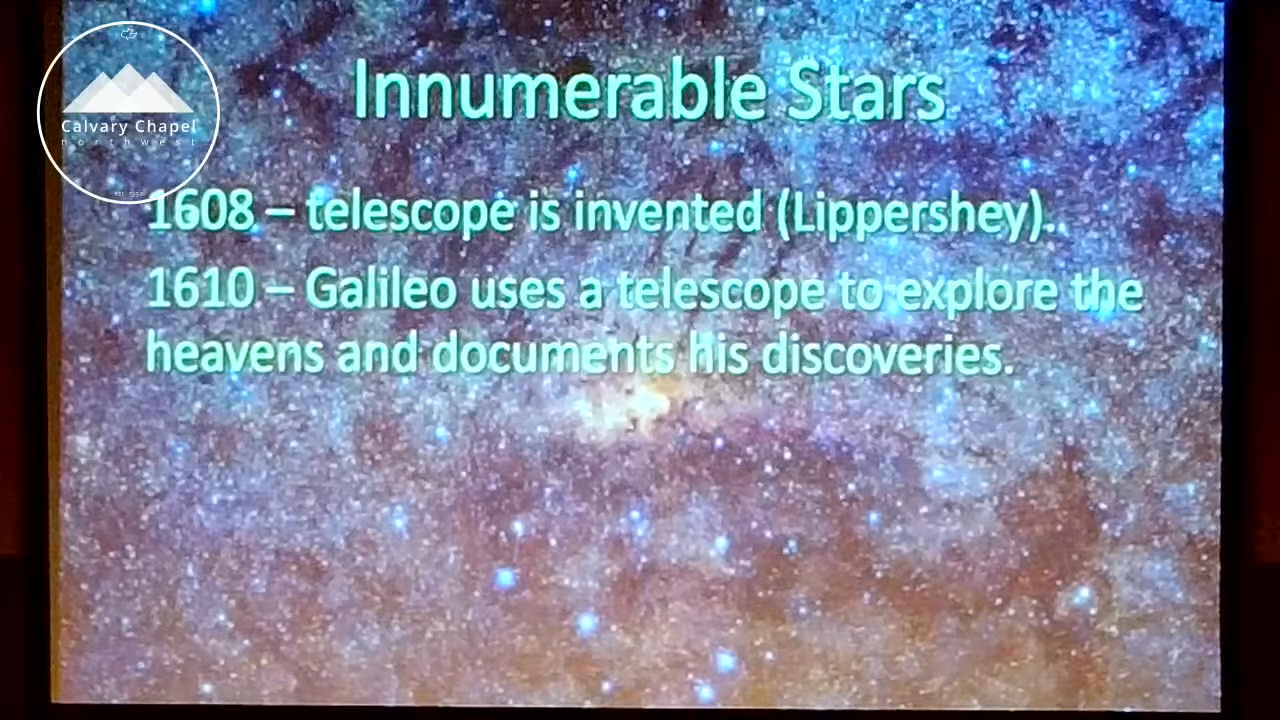 Innumerable Stars
Calvary Chapel
northwest
1608 – telescope is invented (Lippershey).
1610 – Galileo uses a telescope to explore the
heavens and documents his discoveries.